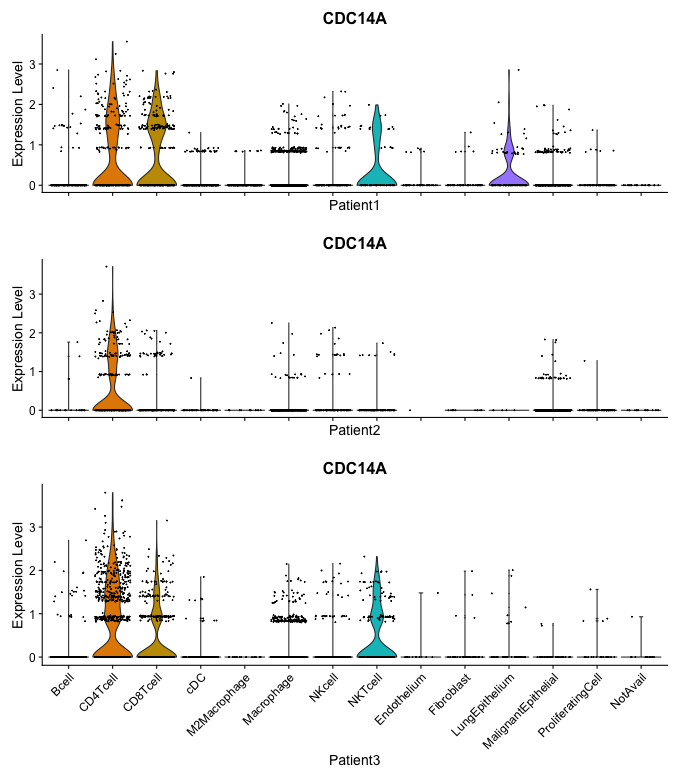 CDC14A
Expression Level
3
2
1
0
Patient1
CDC14A
Expression Level
3
2
1
0
Patient2
CDC14A
Expression Level
3
2
1
0
Bcell
CD4Tcell
CD8Tcell
cDC
M2Macrophage
Macrophage
NKcell
NKTcell
Endothelium
Fibroblast
LungEpithelium
MalignantEpithelial
ProliferatingCell
NotAvail
Patient3